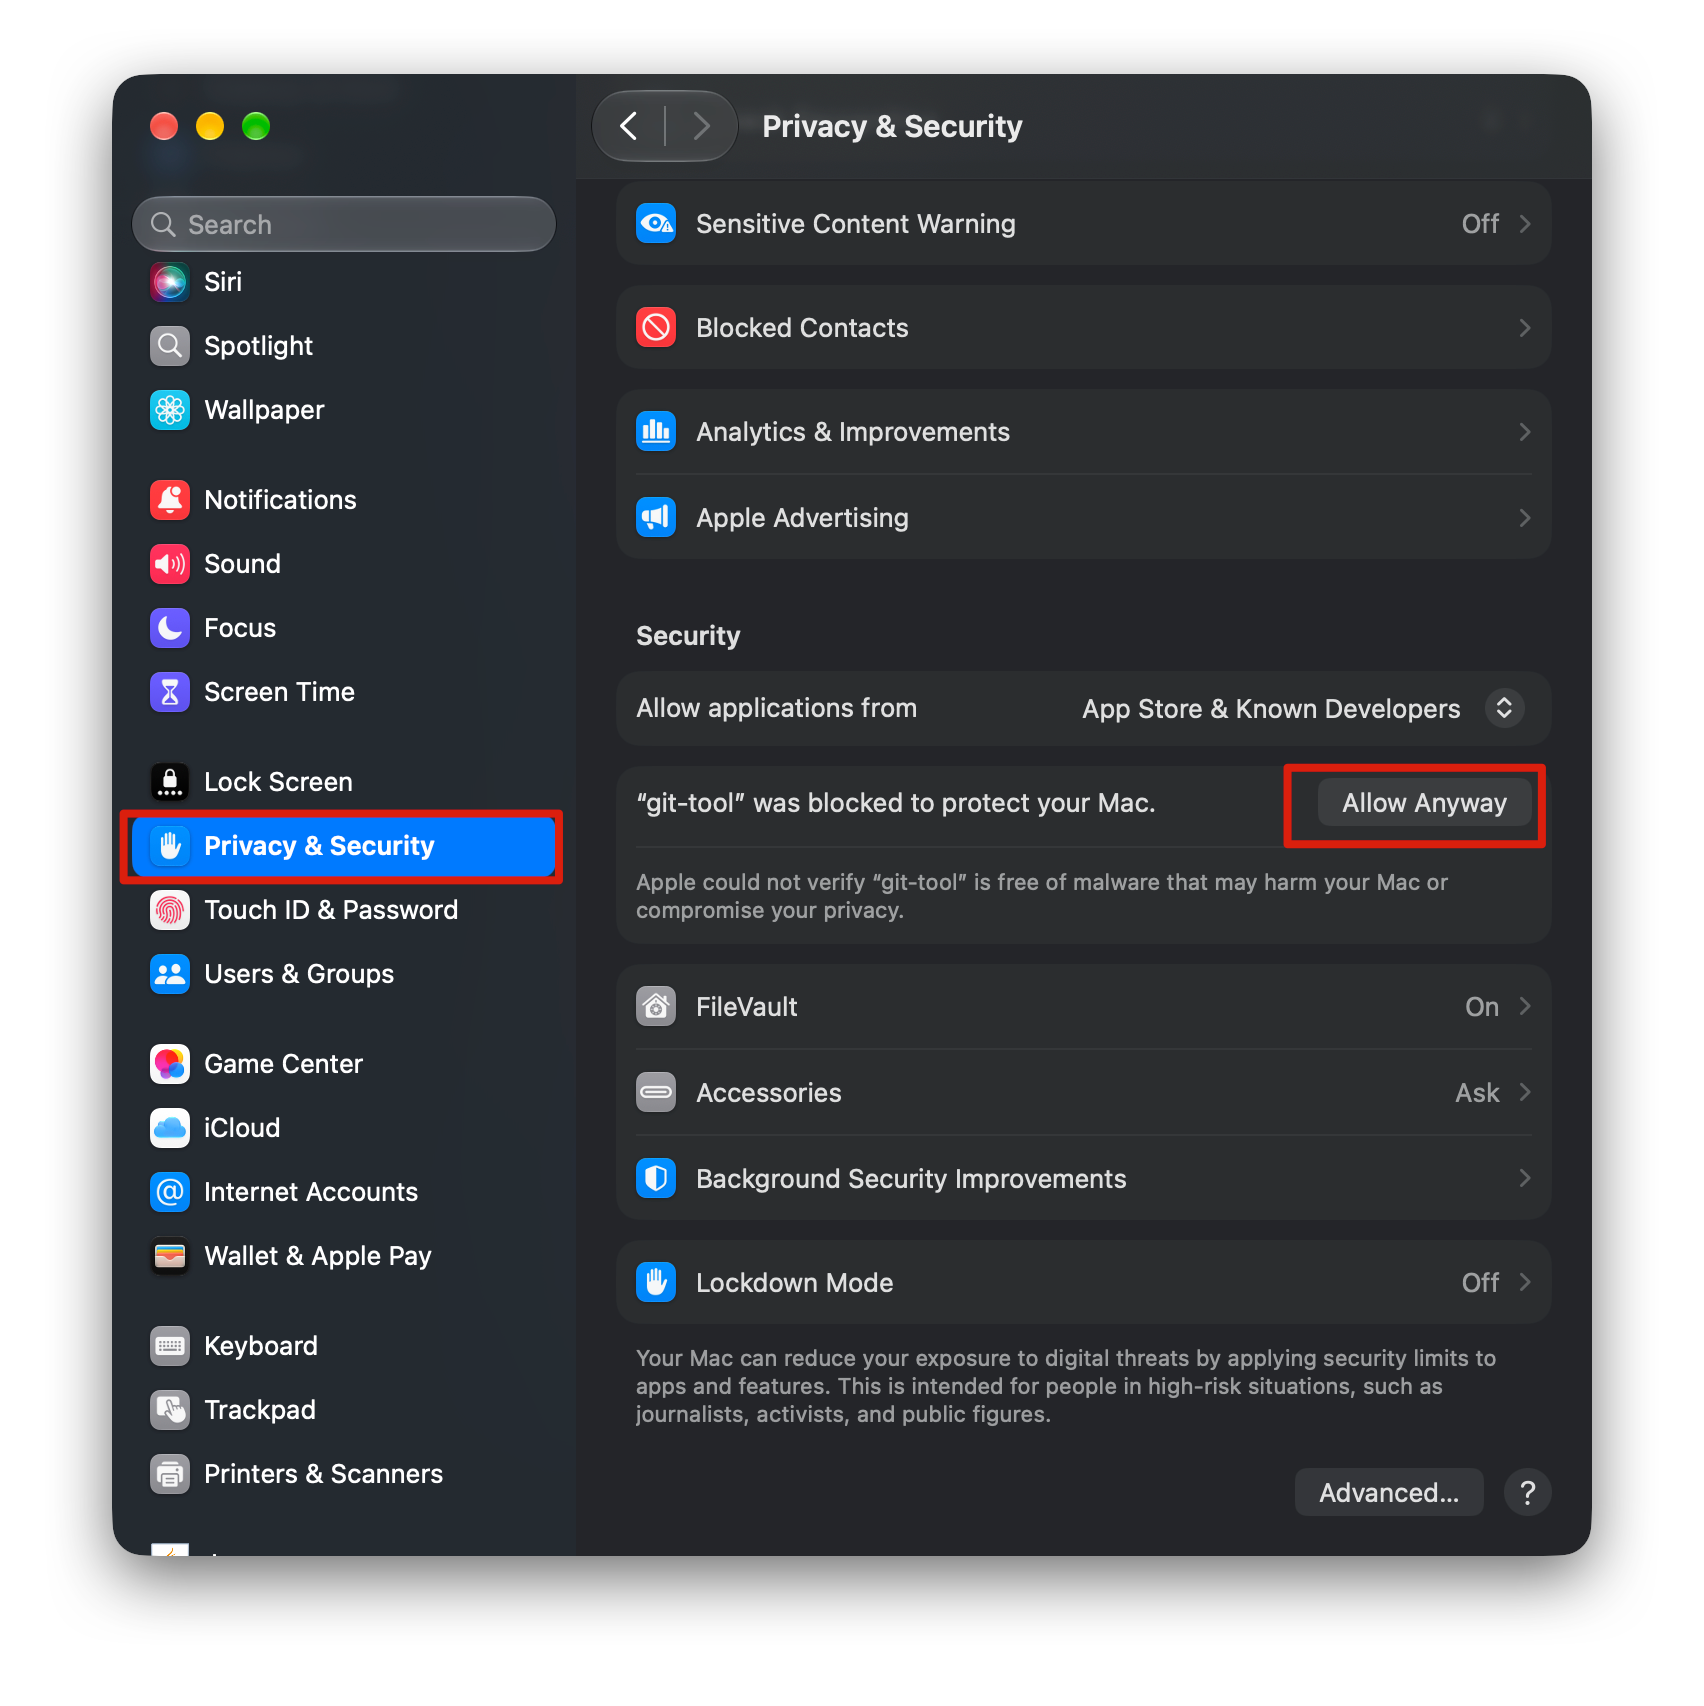 Privacy & Security
Search
Siri
Spotlight
Wallpaper
Notifications
Sound
Focus
Screen Time
Lock Screen
Privacy & Security
Touch ID & Password
Users & Groups
Game Center
iCloud
Internet Accounts
Wallet & Apple Pay
Keyboard
Trackpad
Printers & Scanners
Sensitive Content Warning Off
Blocked Contacts
Analytics & Improvements
Apple Advertising
Security
Allow applications from App Store & Known Developers
“git-tool” was blocked to protect your Mac. Allow Anyway
Apple could not verify “git-tool” is free of malware that may harm your Mac or
compromise your privacy.
FileVault On
Accessories Ask
Background Security Improvements
Lockdown Mode Off
Your Mac can reduce your exposure to digital threats by applying security limits to
apps and features. This is intended for people in high-risk situations, such as
journalists, activists, and public figures.
Advanced... ?